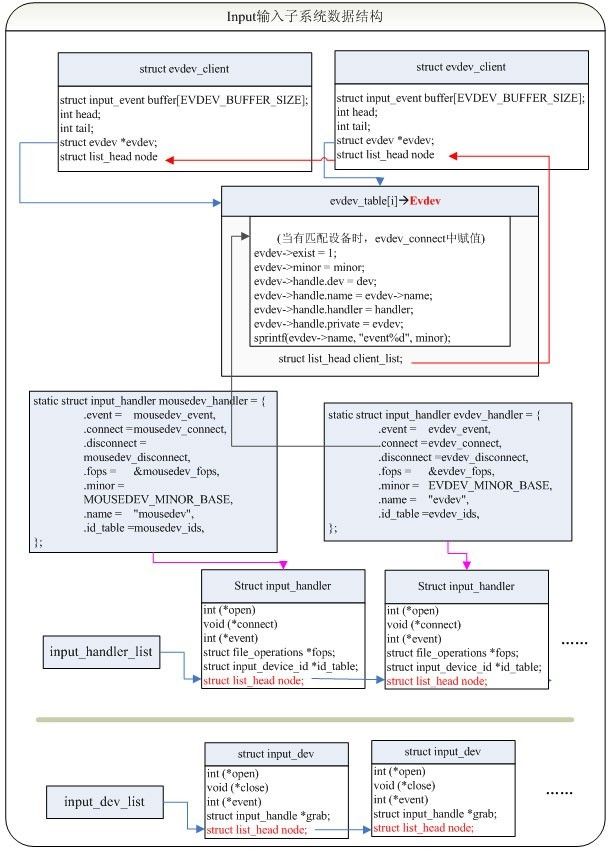 Input输入子系统数据结构
struct evdev_client
struct input_event buffer[EVDEV_BUFFER_SIZE];
int head;
int tail;
struct evdev *evdev;
struct list_head node
struct evdev_client
struct input_event buffer[EVDEV_BUFFER_SIZE];
int head;
int tail;
struct evdev *evdev;
struct list_head node
evdev_table[i]→Evdev
(当有匹配设备时，evdev_connect中赋值)
evdev->exist = 1;
evdev->minor = minor;
evdev->handle.dev = dev;
evdev->handle.name = evdev->name;
evdev->handle.handler = handler;
evdev->handle.private = evdev;
sprintf(evdev->name, "event%d", minor);
struct list_head client_list;
static struct input_handler mousedev_handler = {
.event = mousedev_event,
.connect =mousedev_connect,
.disconnect =
mousedev_disconnect,
.fops = &mousedev_fops,
.minor =
MOUSEDEV_MINOR_BASE,
.name = "mousedev",
.id_table =mousedev_ids,
};
static struct input_handler evdev_handler = {
.event = evdev_event,
.connect =evdev_connect,
.disconnect =evdev_disconnect,
.fops = &evdev_fops,
.minor = EVDEV_MINOR_BASE,
.name = "evdev",
.id_table =evdev_ids,
};
input_handler_list
Struct input_handler
int (*open)
void (*connect)
int (*event)
struct file_operations *fops;
struct input_device_id *id_table;
struct list_head node;
Struct input_handler
int (*open)
void (*connect)
int (*event)
struct file_operations *fops;
struct input_device_id *id_table;
struct list_head node;
……
input_dev_list
struct input_dev
int (*open)
void (*close)
int (*event)
struct input_handle *grab;
struct list_head node;
struct input_dev
int (*open)
void (*close)
int (*event)
struct input_handle *grab;
struct list_head node;
……